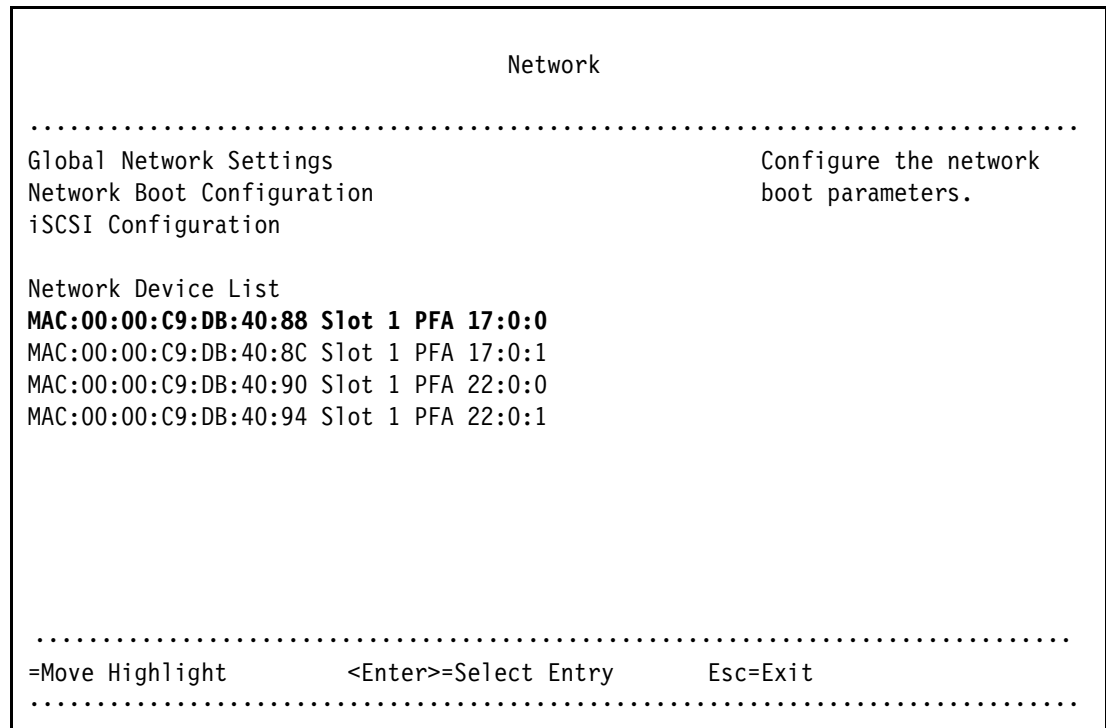 Network
...............................................................................
Global Network Settings Configure the network
Network Boot Configuration boot parameters.
iSCSI Configuration
Network Device List
MAC:00:00:C9:DB:40:88 Slot 1 PFA 17:0:0
MAC:00:00:C9:DB:40:8C Slot 1 PFA 17:0:1
MAC:00:00:C9:DB:40:90 Slot 1 PFA 22:0:0
MAC:00:00:C9:DB:40:94 Slot 1 PFA 22:0:1
..............................................................................
=Move Highlight <Enter>=Select Entry Esc=Exit
...............................................................................